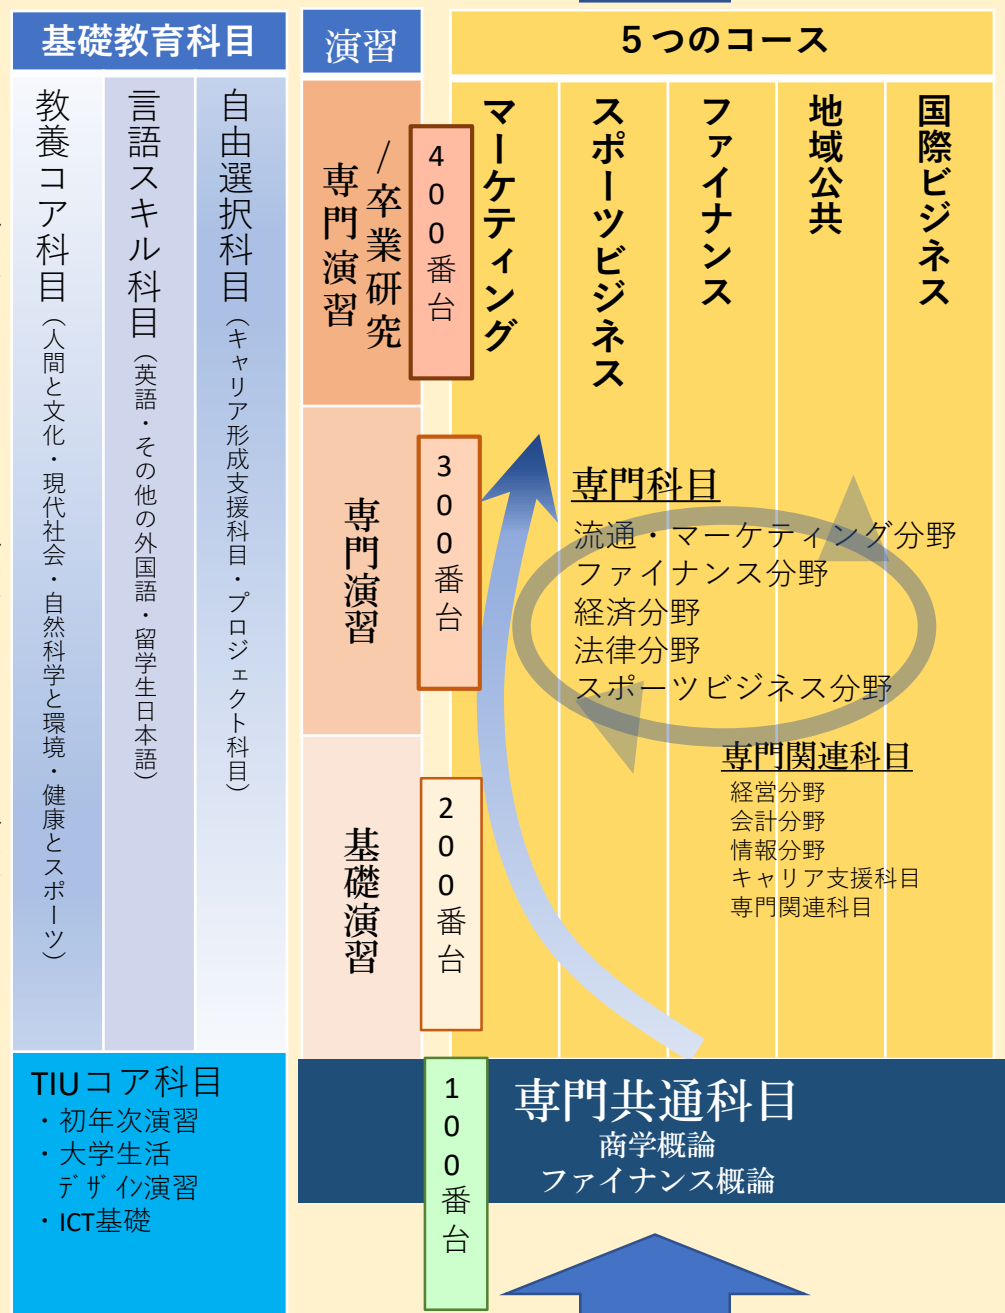 基礎教育科目
教養コア科目（人間と文化・現代社会・自然科学と環境・健康とスポーツ）
言語スキル科目（英語・その他の外国語・留学生日本語）
自由選択科目（キャリア形成支援科目・プロジェクト科目）
TIUコア科目
・初年次演習
・大学生活
デザイン演習
・ICT基礎
演習
専門演習
/卒業研究
専門演習
基礎演習
400番台
300番台
200番台
100番台
５つのコース
マーケティング
スポーツビジネス
ファイナンス
地域公共
国際ビジネス
専門科目
流通・マーケティング分野
ファイナンス分野
経済分野
法律分野
スポーツビジネス分野
専門関連科目
経営分野
会計分野
情報分野
キャリア支援科目
専門関連科目
専門共通科目
商学概論
ファイナンス概論